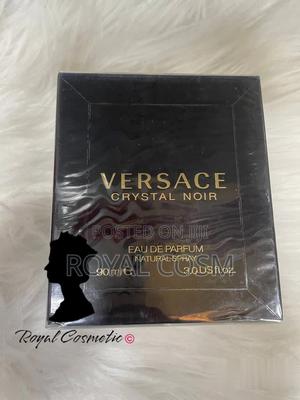 VERSACE
CRYSTAL NOIR
POSTED ON
EAU DE PARFUM
NATURAL SPRAY
ROYAL COSM
90 ml 3.0 US fl.oz.
Royal Cosmetic©